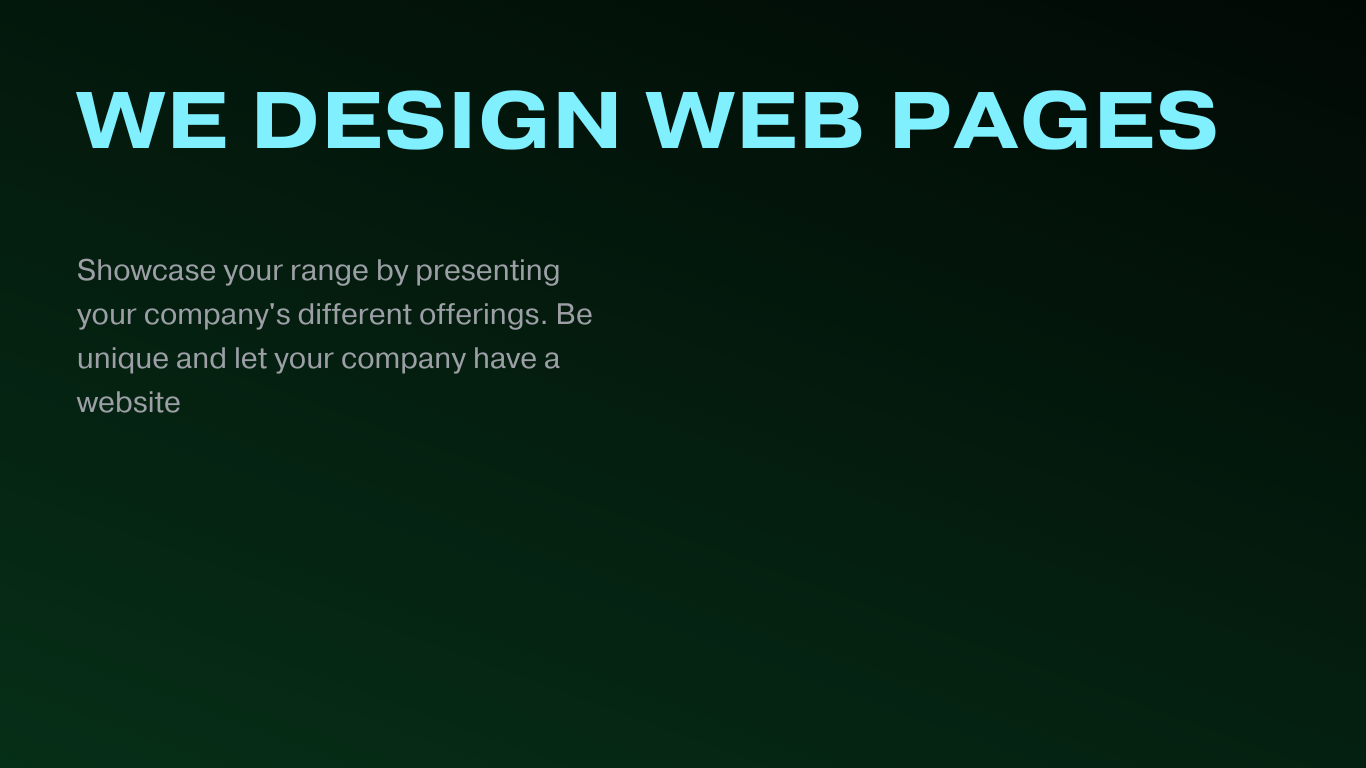 WE DESIGN WEB PAGES
Showcase your range by presenting
your company's different offerings. Be
unique and let your company have a
website